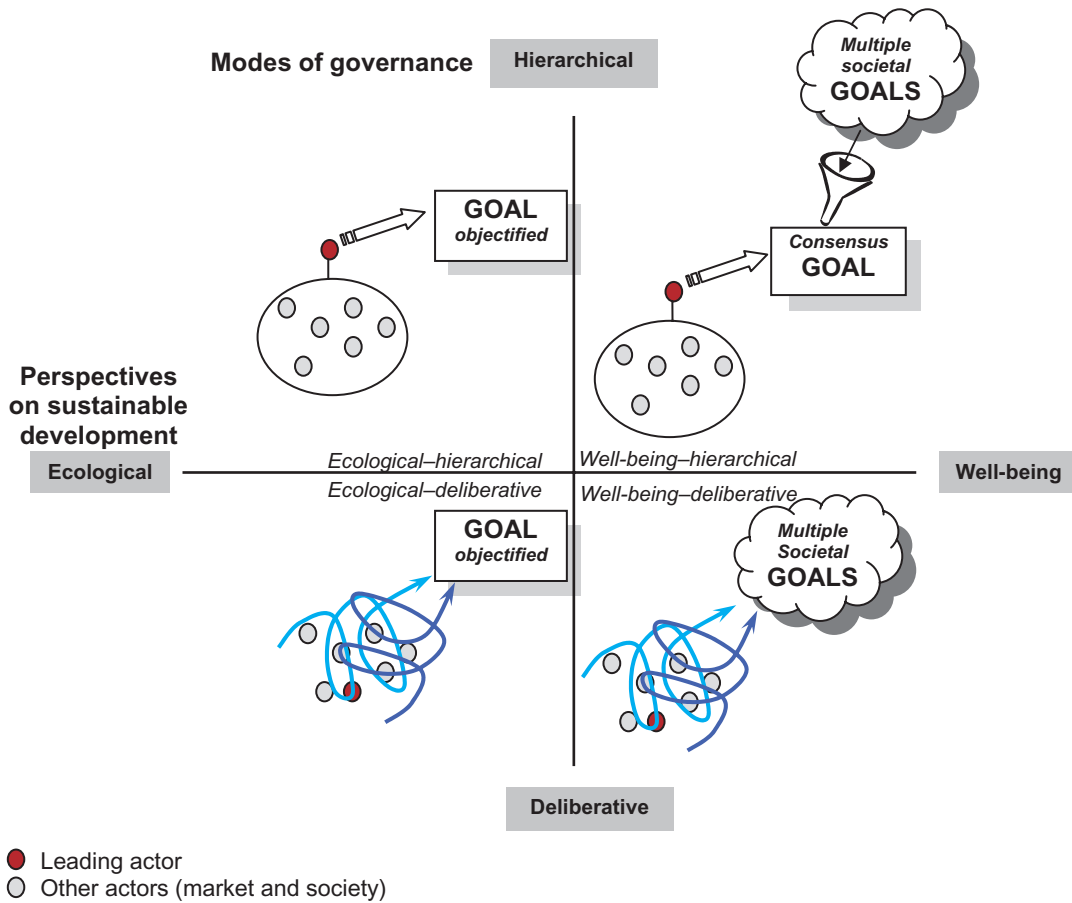 Modes of governance
Hierarchical
Multiple
societal
GOALS
GOAL
objectified
Consensus
GOAL
Perspectives
on sustainable
development
Ecological
Ecological–hierarchical
Well-being–hierarchical
Well-being
Ecological–deliberative
Well-being–deliberative
GOAL
objectified
Multiple
Societal
GOALS
Deliberative
Leading actor
Other actors (market and society)